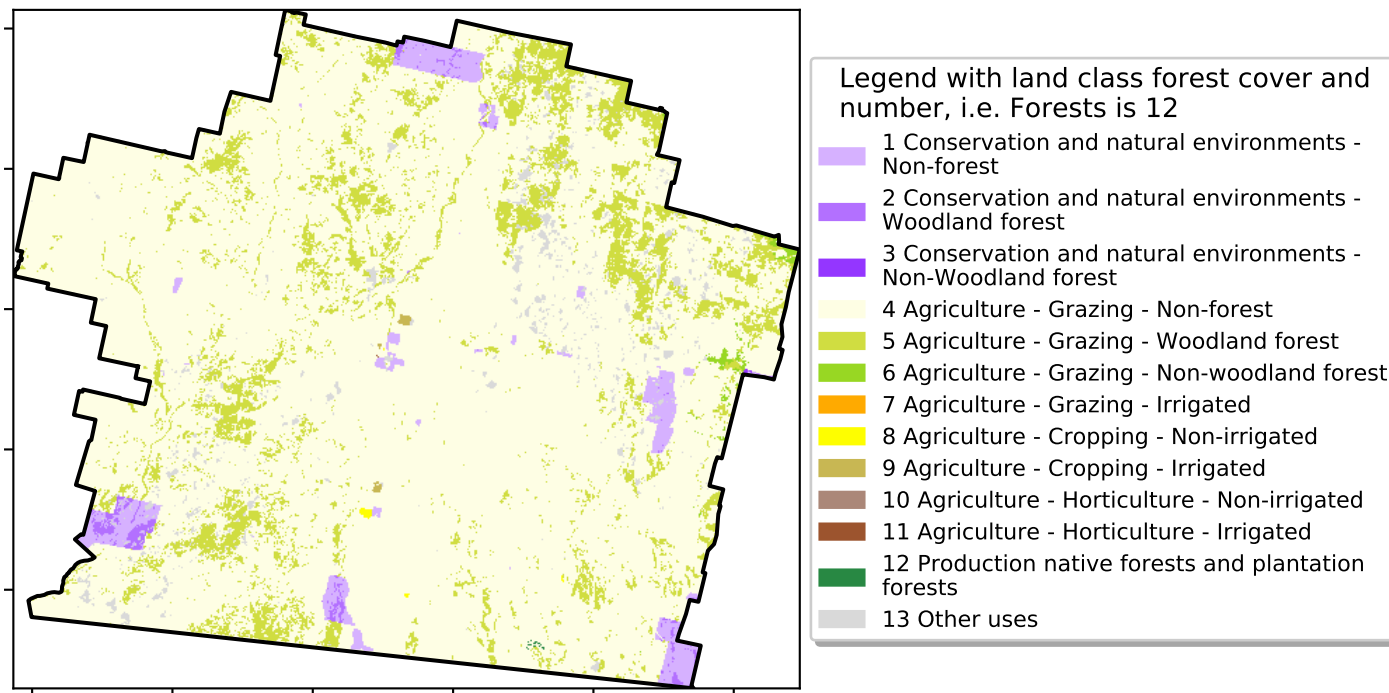 Legend with land class forest cover and
number, i.e. Forests is 12
1 Conservation and natural environments -
Non-forest
2 Conservation and natural environments -
Woodland forest
3 Conservation and natural environments -
Non-Woodland forest
4 Agriculture - Grazing - Non-forest
5 Agriculture - Grazing - Woodland forest
6 Agriculture - Grazing - Non-woodland forest
7 Agriculture - Grazing - Irrigated
8 Agriculture - Cropping - Non-irrigated
9 Agriculture - Cropping - Irrigated
10 Agriculture - Horticulture - Non-irrigated
11 Agriculture - Horticulture - Irrigated
12 Production native forests and plantation
forests
13 Other uses